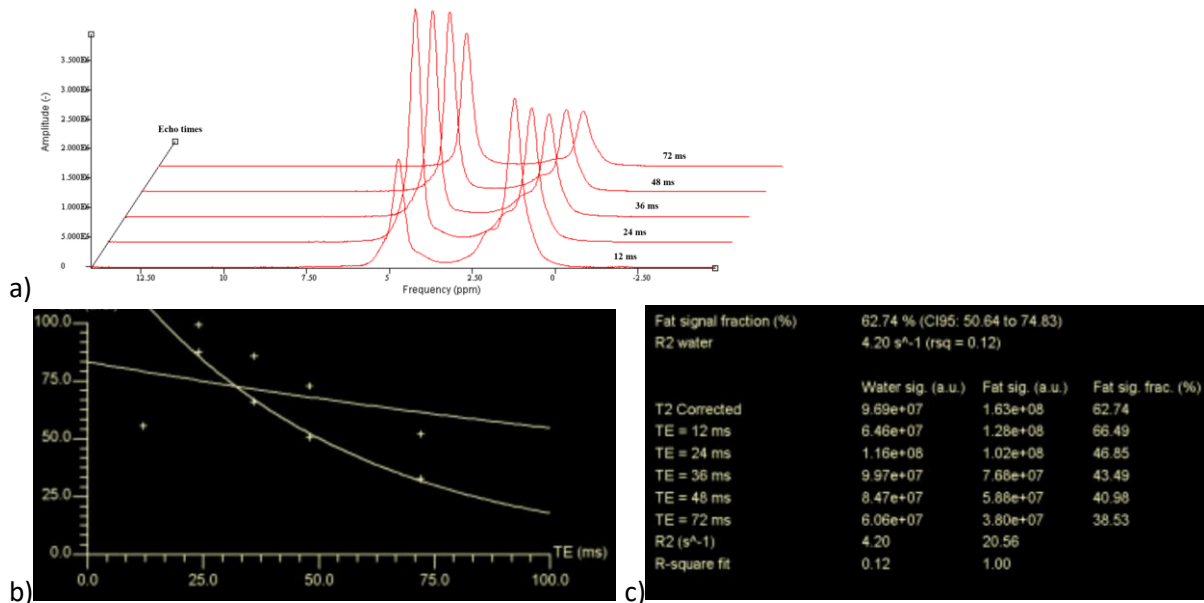 3.500E6
3.000E6
Amplitude (-)
2.500E6
2.000E6
Echo times
1.500E6
72 ms
1.000E6
48 ms
5.000E5
36 ms
24 ms
0
12 ms
12.50 10 7.50 5 2.50 0 -2.50
Frequency (ppm)
a)
100.0
75.0
50.0
25.0
0.0
TE (ms)
0.0 25.0 50.0 75.0 100.0
b)
Fat signal fraction (%) 62.74 % (CI95: 50.64 to 74.83)
R2 water 4.20 s^-1 (rsq = 0.12)
Water sig. (a.u.) Fat sig. (a.u.) Fat sig. frac. (%)
T2 Corrected 9.69e+07 1.63e+08 62.74
TE = 12 ms 6.46e+07 1.28e+08 66.49
TE = 24 ms 1.16e+08 1.02e+08 46.85
TE = 36 ms 9.97e+07 7.68e+07 43.49
TE = 48 ms 8.47e+07 5.88e+07 40.98
TE = 72 ms 6.06e+07 3.80e+07 38.53
R2 (s^-1) 4.20 20.56
R-square fit 0.12 1.00
c)